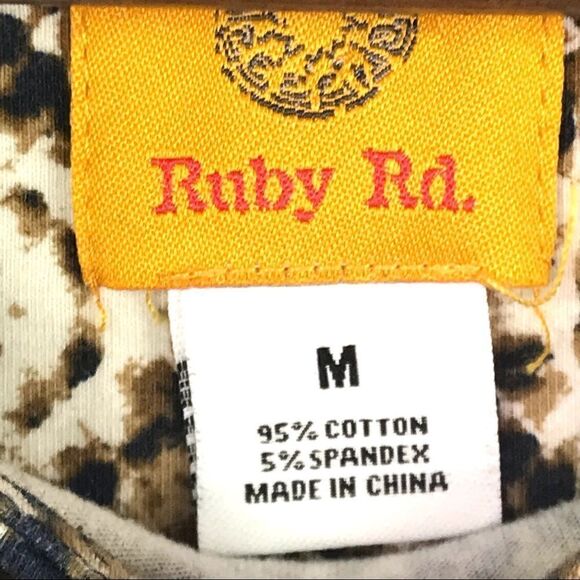 Ruby Rd.
M
95% COTTON
5% SPANDEX
MADE IN CHINA